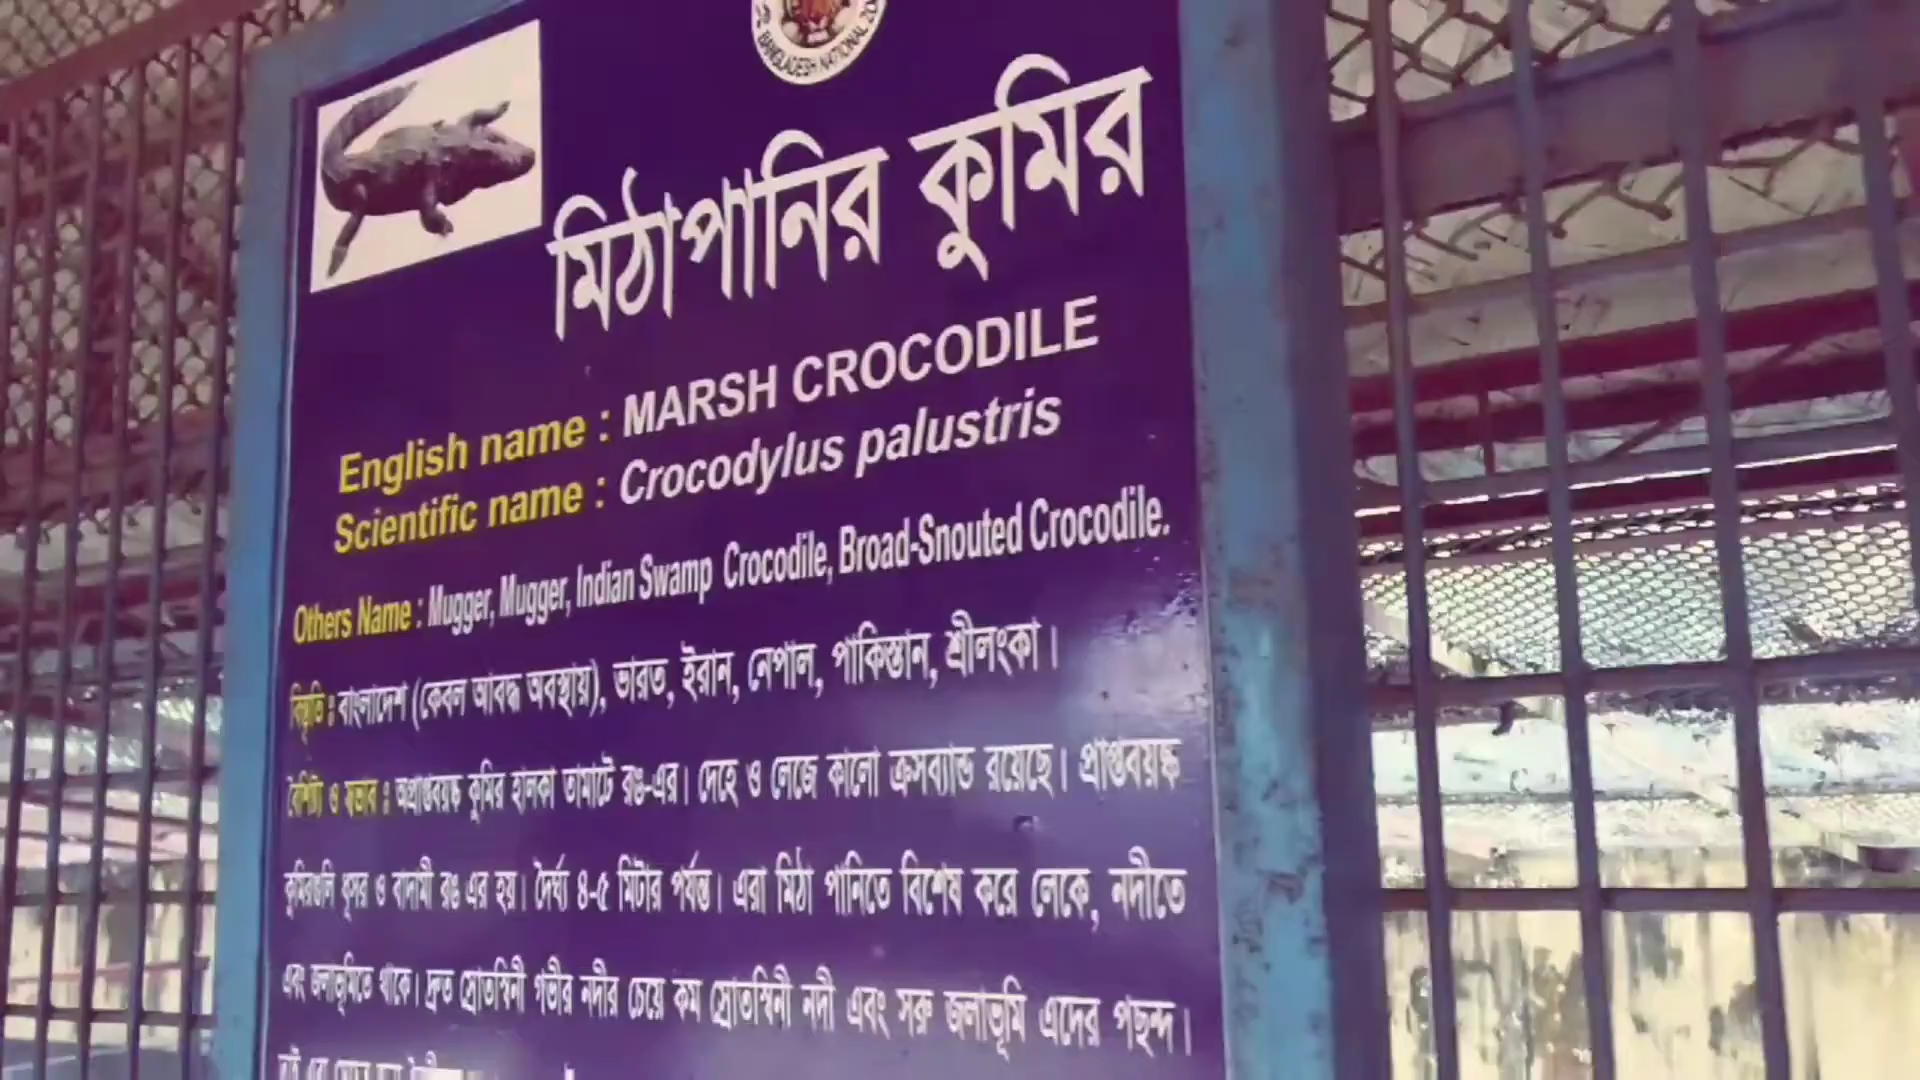 BANGLADESH NATIONAL ZOO
মিঠাপানির কুমির
English name : MARSH CROCODILE
Scientific name : Crocodylus palustris
Others Name : Mugger, Mugger, Indian Swamp Crocodile, Broad-Snouted Crocodile.
বিস্তৃতি : বাংলাদেশ (কেবল আবদ্ধ অবস্থায়), ভারত, ইরান, নেপাল, পাকিস্তান, শ্রীলংকা।
বৈশিষ্ট্য ও স্বভাব : অপ্রাপ্তবয়স্ক কুমির হালকা তামাটে রঙ-এর। দেহে ও লেজে কালো ক্রসব্যান্ড রয়েছে। প্রাপ্তবয়স্ক
কুমিরগুলি ধূসর ও বাদামী রঙ এর হয়। দৈর্ঘ্য ৪-৫ মিটার পর্যন্ত। এরা মিঠা পানিতে বিশেষ করে লেকে, নদীতে
এবং জলাভূমিতে থাকে। দ্রুত স্রোতস্বিনী গভীর নদীর চেয়ে কম স্রোতস্বিনী নদী এবং সরু জলাভূমি এদের পছন্দ।